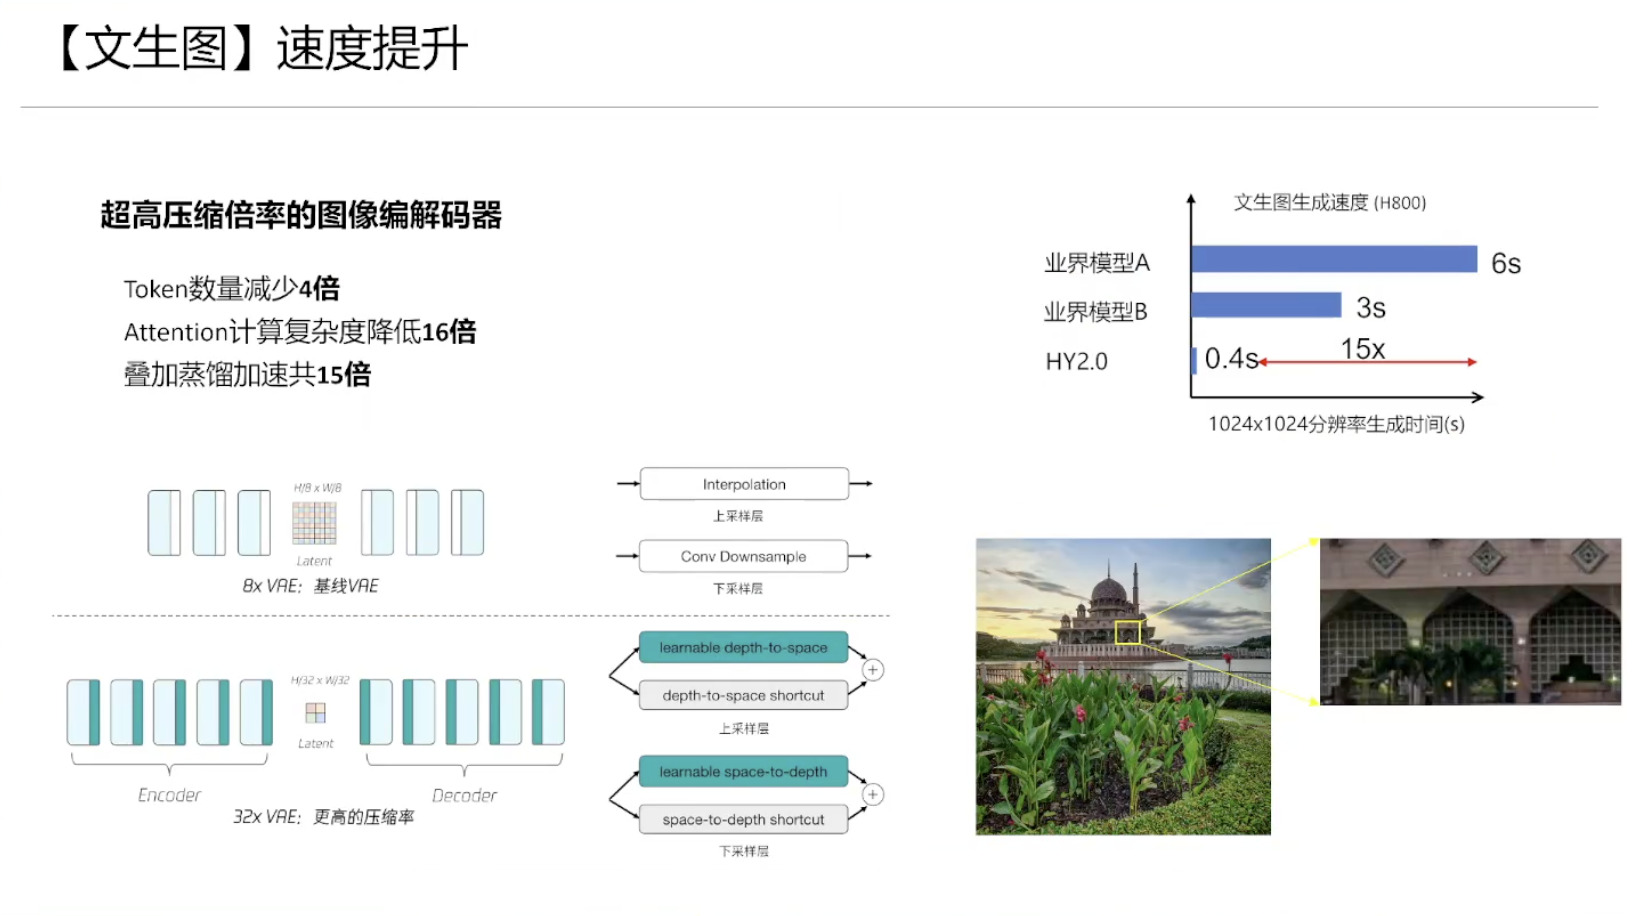 【文生图】速度提升
超高压缩倍率的图像编解码器
Token数量减少4倍
Attention计算复杂度降低16倍
叠加蒸馏加速共15倍
文生图生成速度 (H800)
业界模型A
6s
业界模型B
3s
HY2.0
0.4s
15x
1024x1024分辨率生成时间(s)
H/8 x W/8
Latent
8x VAE; 基线VAE
Interpolation
上采样层
Conv Downsample
下采样层
H/32 x W/32
Latent
Encoder
Decoder
32x VAE; 更高的压缩率
learnable depth-to-space
depth-to-space shortcut
+
上采样层
learnable space-to-depth
space-to-depth shortcut
+
下采样层